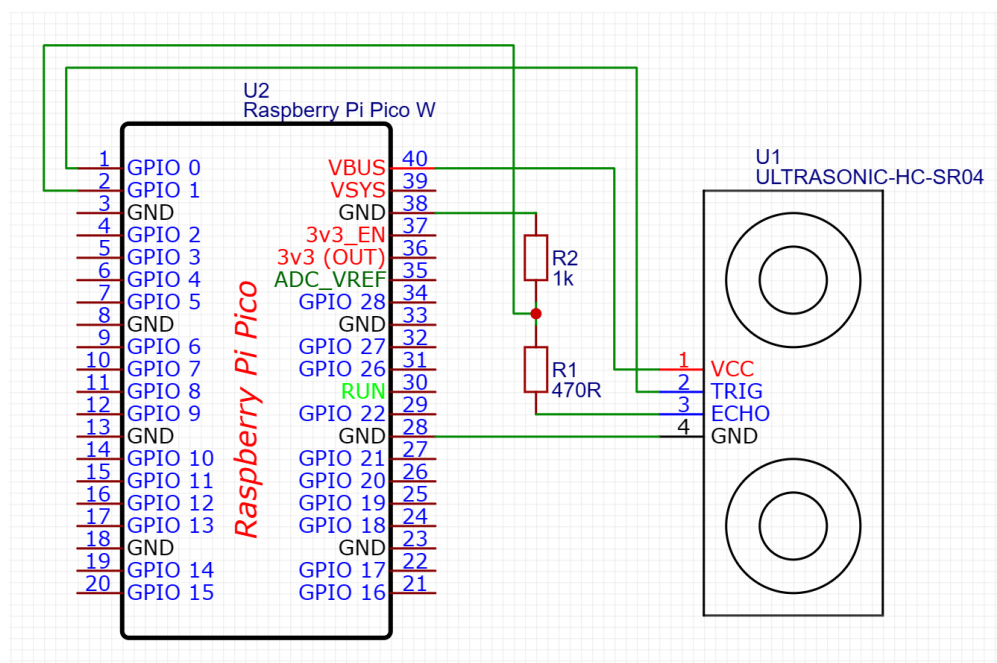 U2
Raspberry Pi Pico W
1 GPIO 0 VBUS 40
2 GPIO 1 VSYS 39
3 GND GND 38
4 GPIO 2 3v3_EN 37
5 GPIO 3 3v3 (OUT) 36
6 GPIO 4 ADC_VREF 35
7 GPIO 5 GPIO 28 34
8 GND GND 33
9 GPIO 6 GPIO 27 32
10 GPIO 7 GPIO 26 31
11 GPIO 8 RUN 30
12 GPIO 9 GPIO 22 29
13 GND GND 28
14 GPIO 10 GPIO 21 27
15 GPIO 11 GPIO 20 26
16 GPIO 12 GPIO 19 25
17 GPIO 13 GPIO 18 24
18 GND GND 23
19 GPIO 14 GPIO 17 22
20 GPIO 15 GPIO 16 21
Raspberry Pi Pico
R2
1k
R1
470R
U1
ULTRASONIC-HC-SR04
1 VCC
2 TRIG
3 ECHO
4 GND